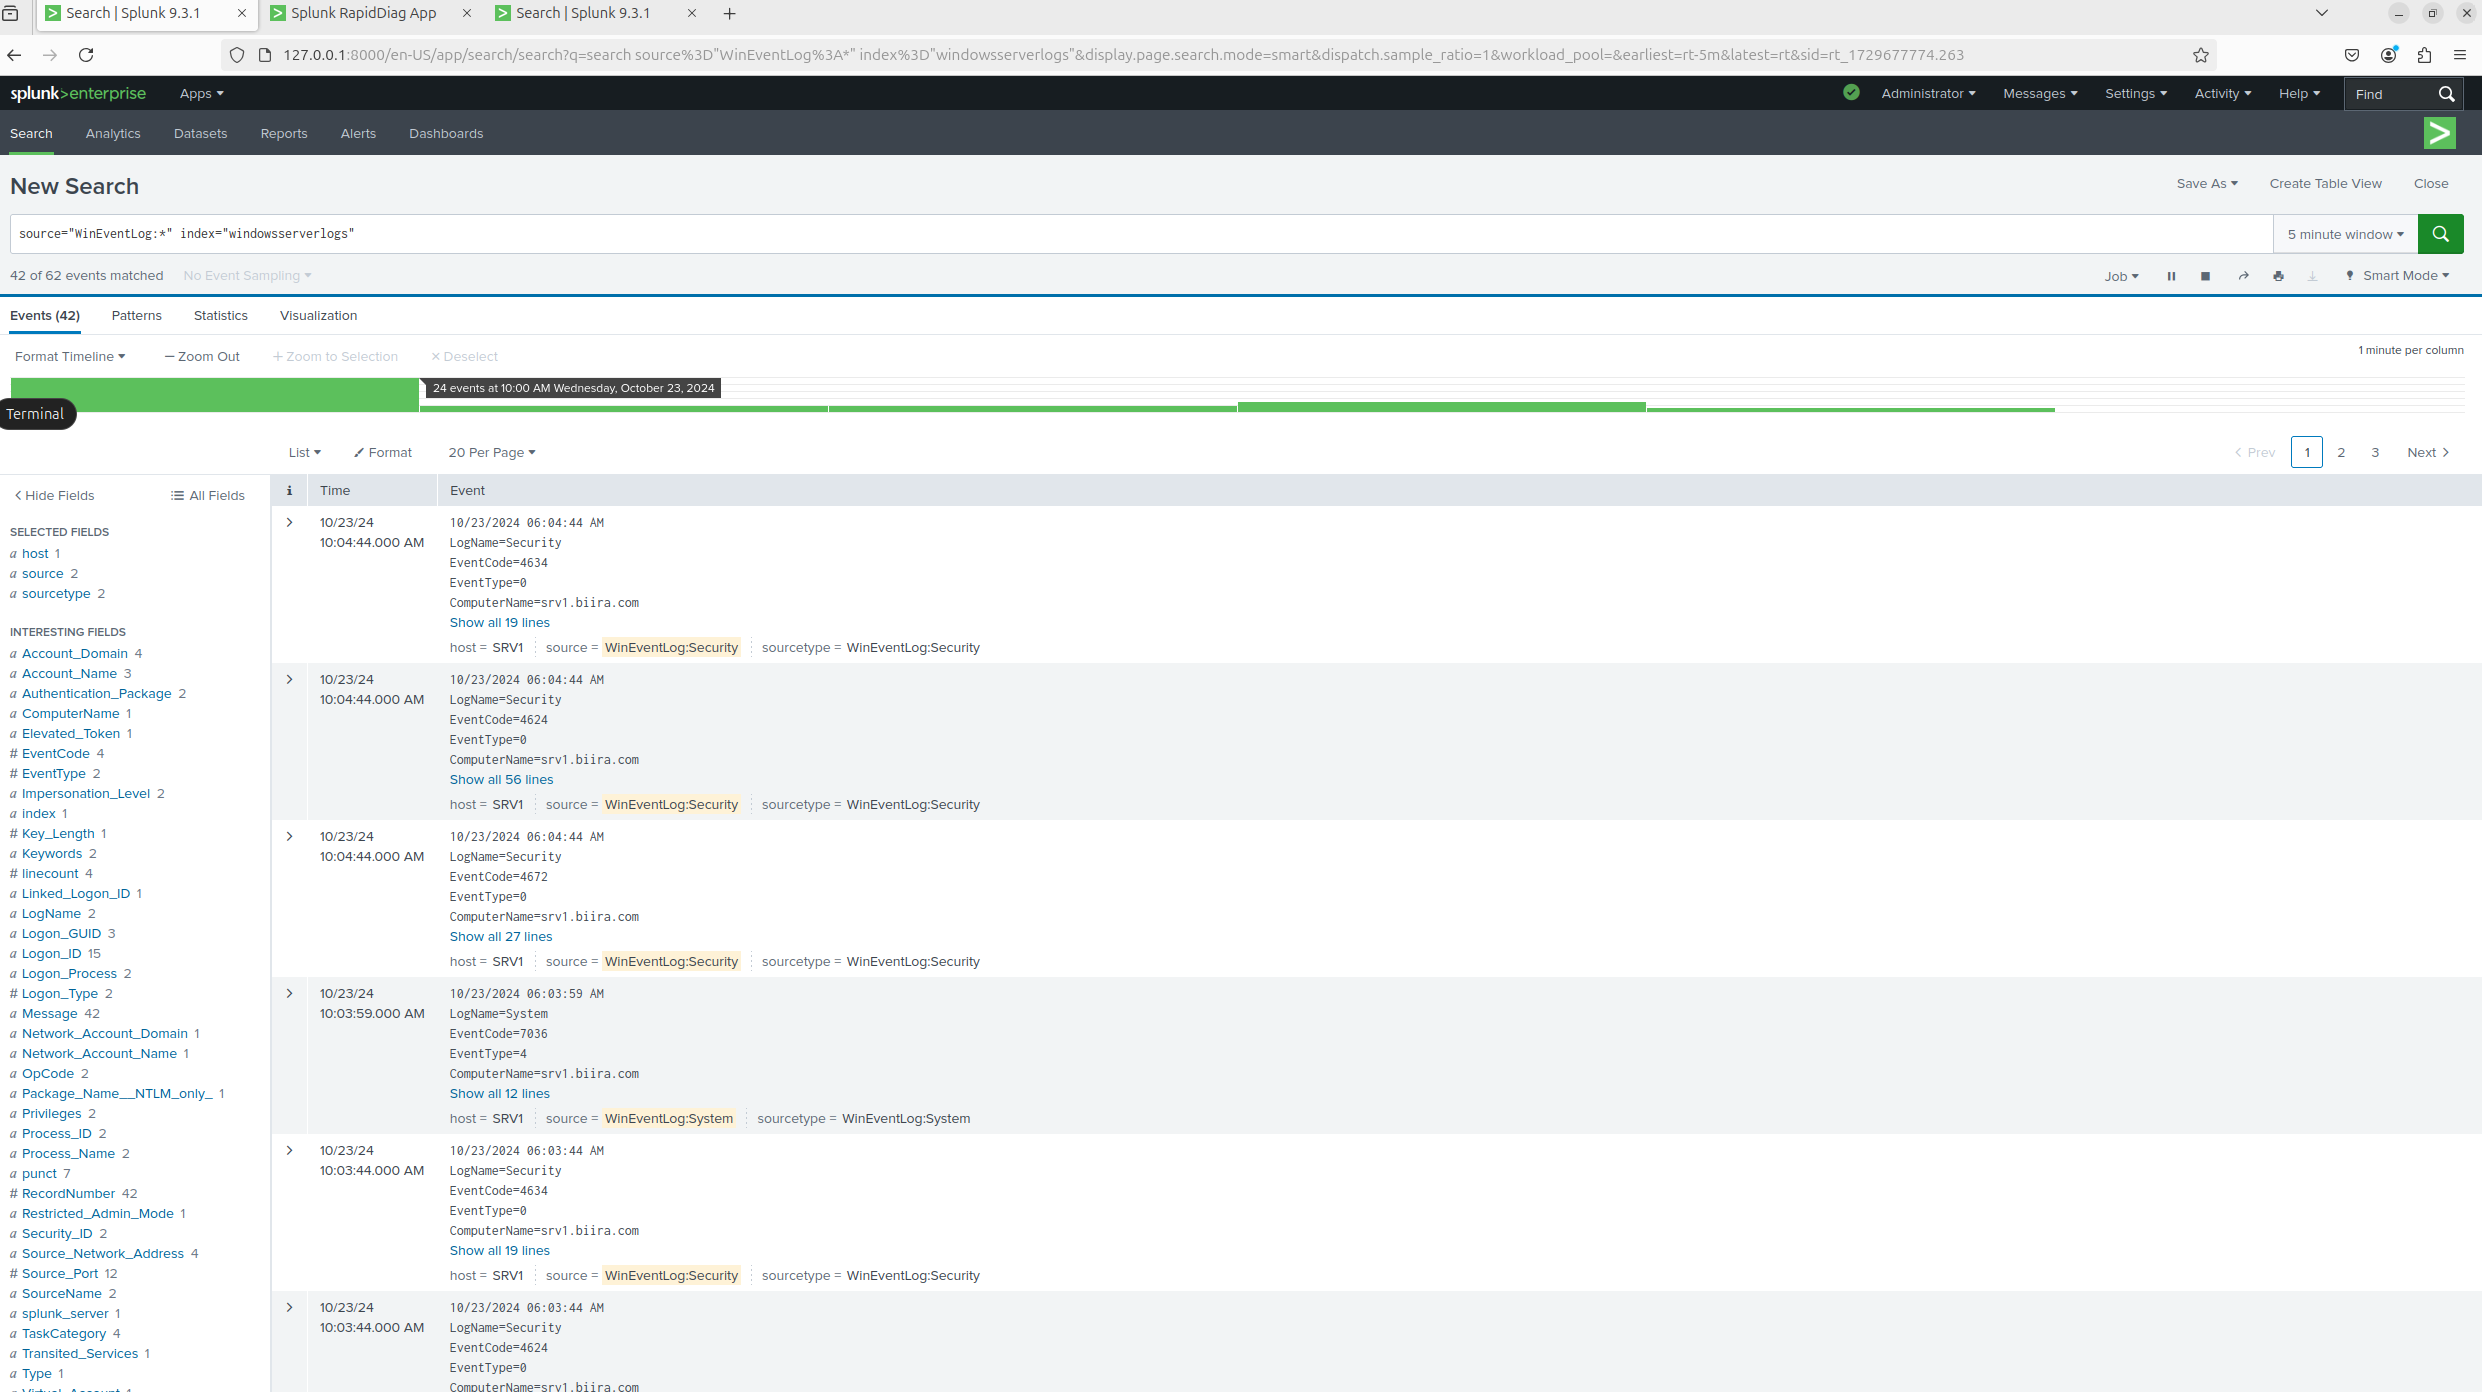 Search | Splunk 9.3.1
Splunk RapidDiag App
Search | Splunk 9.3.1
127.0.0.1:8000/en-US/app/search/search?q=search source%3D"WinEventLog%3A*" index%3D"windowsserverlogs"&display.page.search.mode=smart&dispatch.sample_ratio=1&workload_pool=&earliest=rt-5m&latest=rt&sid=rt_1729677774.263
splunk>enterprise Apps Administrator Messages Settings Activity Help Find
Search Analytics Datasets Reports Alerts Dashboards
New Search Save As Create Table View Close
source="WinEventLog:*" index="windowsserverlogs" 5 minute window
42 of 62 events matched No Event Sampling Job Smart Mode
Events (42) Patterns Statistics Visualization
Format Timeline — Zoom Out + Zoom to Selection × Deselect 1 minute per column
24 events at 10:00 AM Wednesday, October 23, 2024
Terminal
List Format 20 Per Page < Prev 1 2 3 Next >
< Hide Fields All Fields
SELECTED FIELDS
a host 1
a source 2
a sourcetype 2
INTERESTING FIELDS
a Account_Domain 4
a Account_Name 3
a Authentication_Package 2
a ComputerName 1
a Elevated_Token 1
# EventCode 4
# EventType 2
a Impersonation_Level 2
a index 1
# Key_Length 1
a Keywords 2
# linecount 4
a Linked_Logon_ID 1
a LogName 2
a Logon_GUID 3
a Logon_ID 15
a Logon_Process 2
# Logon_Type 2
a Message 42
a Network_Account_Domain 1
a Network_Account_Name 1
a OpCode 2
a Package_Name__NTLM_only_ 1
a Privileges 2
a Process_ID 2
a Process_Name 2
a punct 7
# RecordNumber 42
a Restricted_Admin_Mode 1
a Security_ID 2
a Source_Network_Address 4
# Source_Port 12
a SourceName 2
a splunk_server 1
a TaskCategory 4
a Transited_Services 1
a Type 1
a Virtual_Account 1
i Time Event
10/23/24 10/23/2024 06:04:44 AM
10:04:44.000 AM LogName=Security
EventCode=4634
EventType=0
ComputerName=srv1.biira.com
Show all 19 lines
host = SRV1 source = WinEventLog:Security sourcetype = WinEventLog:Security
10/23/24 10/23/2024 06:04:44 AM
10:04:44.000 AM LogName=Security
EventCode=4624
EventType=0
ComputerName=srv1.biira.com
Show all 56 lines
host = SRV1 source = WinEventLog:Security sourcetype = WinEventLog:Security
10/23/24 10/23/2024 06:04:44 AM
10:04:44.000 AM LogName=Security
EventCode=4672
EventType=0
ComputerName=srv1.biira.com
Show all 27 lines
host = SRV1 source = WinEventLog:Security sourcetype = WinEventLog:Security
10/23/24 10/23/2024 06:03:59 AM
10:03:59.000 AM LogName=System
EventCode=7036
EventType=4
ComputerName=srv1.biira.com
Show all 12 lines
host = SRV1 source = WinEventLog:System sourcetype = WinEventLog:System
10/23/24 10/23/2024 06:03:44 AM
10:03:44.000 AM LogName=Security
EventCode=4634
EventType=0
ComputerName=srv1.biira.com
Show all 19 lines
host = SRV1 source = WinEventLog:Security sourcetype = WinEventLog:Security
10/23/24 10/23/2024 06:03:44 AM
10:03:44.000 AM LogName=Security
EventCode=4624
EventType=0
ComputerName=srv1.biira.com